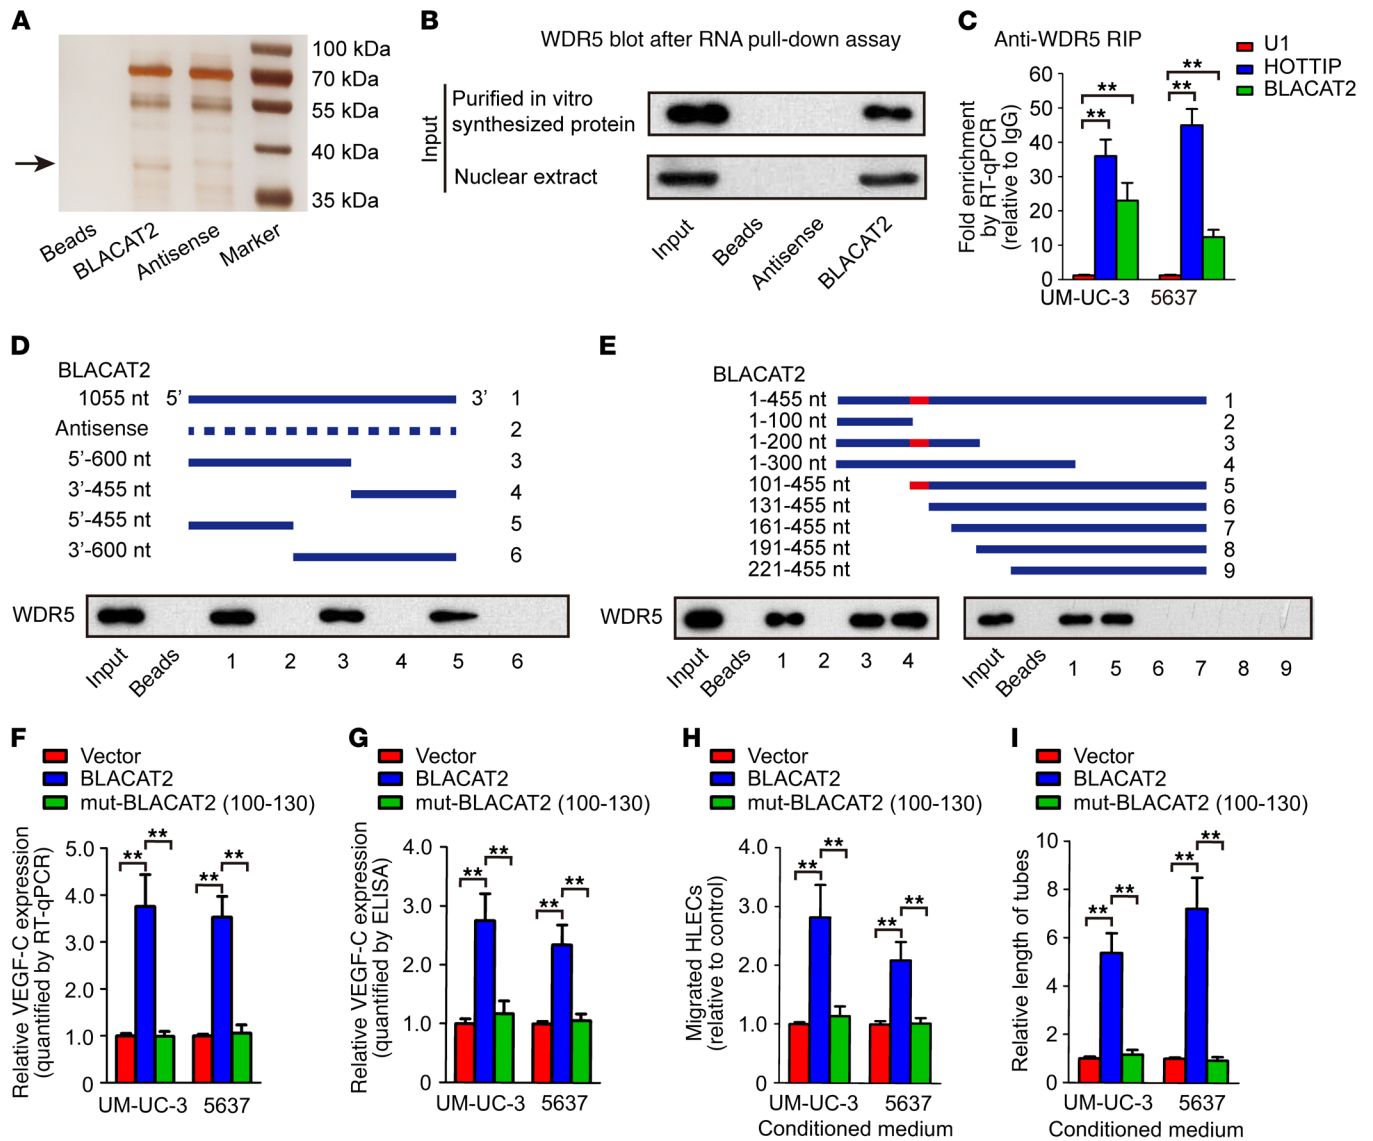 A
100 kDa
70 kDa
55 kDa
40 kDa
35 kDa
Beads
BLACAT2
Antisense
Marker
B
WDR5 blot after RNA pull-down assay
Input
Purified in vitro
synthesized protein
Nuclear extract
Input
Beads
Antisense
BLACAT2
C
Anti-WDR5 RIP
U1
HOTTIP
BLACAT2
Fold enrichment
by RT-qPCR
(relative to IgG)
60
50
40
30
20
10
0
** ** ** **
UM-UC-3 5637
D
BLACAT2
1055 nt 5’ 3’ 1
Antisense 2
5’-600 nt 3
3’-455 nt 4
5’-455 nt 5
3’-600 nt 6
WDR5
Input Beads 1 2 3 4 5 6
E
BLACAT2
1-455 nt 1
1-100 nt 2
1-200 nt 3
1-300 nt 4
101-455 nt 5
131-455 nt 6
161-455 nt 7
191-455 nt 8
221-455 nt 9
WDR5
Input Beads 1 2 3 4
Input Beads 1 5 6 7 8 9
F
Vector
BLACAT2
mut-BLACAT2 (100-130)
Relative VEGF-C expression
(quantified by RT-qPCR)
5.0
4.0
3.0
2.0
1.0
0
** ** ** **
UM-UC-3 5637
G
Vector
BLACAT2
mut-BLACAT2 (100-130)
Relative VEGF-C expression
(quantified by ELISA)
4.0
3.0
2.0
1.0
0
** ** ** **
UM-UC-3 5637
H
Vector
BLACAT2
mut-BLACAT2 (100-130)
Migrated HLECs
(relative to control)
4.0
3.0
2.0
1.0
0
** ** ** **
UM-UC-3 5637
Conditioned medium
I
Vector
BLACAT2
mut-BLACAT2 (100-130)
Relative length of tubes
10
8
6
4
2
0
** ** ** **
UM-UC-3 5637
Conditioned medium